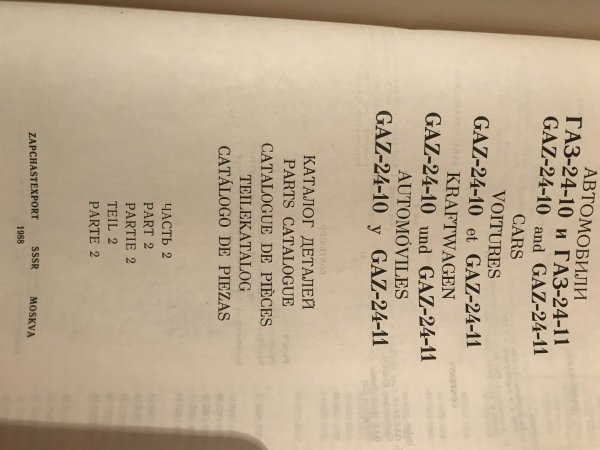 АВТОМОБИЛИ
ГАЗ-24-10 и ГАЗ-24-11
CARS
GAZ-24-10 and GAZ-24-11
VOITURES
GAZ-24-10 et GAZ-24-11
KRAFTWAGEN
GAZ-24-10 und GAZ-24-11
AUTOMÓVILES
GAZ-24-10 y GAZ-24-11
КАТАЛОГ ДЕТАЛЕЙ
PARTS CATALOGUE
CATALOGUE DE PIÈCES
TEILEKATALOG
CATÁLOGO DE PIEZAS
ЧАСТЬ 2
PART 2
PARTIE 2
TEIL 2
PARTE 2
ZAPCHASTEXPORT SSSR MOSKVA
1988